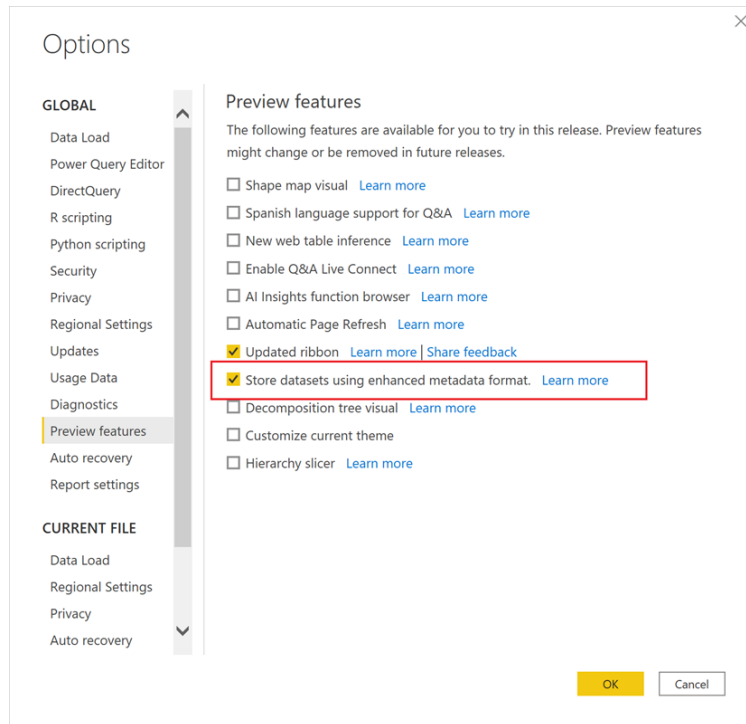 Options
GLOBAL
Data Load
Power Query Editor
DirectQuery
R scripting
Python scripting
Security
Privacy
Regional Settings
Updates
Usage Data
Diagnostics
Preview features
Auto recovery
Report settings
CURRENT FILE
Data Load
Regional Settings
Privacy
Auto recovery
Preview features
The following features are available for you to try in this release. Preview features
might change or be removed in future releases.
Shape map visual Learn more
Spanish language support for Q&A Learn more
New web table inference Learn more
Enable Q&A Live Connect Learn more
AI Insights function browser Learn more
Automatic Page Refresh Learn more
Updated ribbon Learn more | Share feedback
Store datasets using enhanced metadata format. Learn more
Decomposition tree visual Learn more
Customize current theme
Hierarchy slicer Learn more
OK Cancel